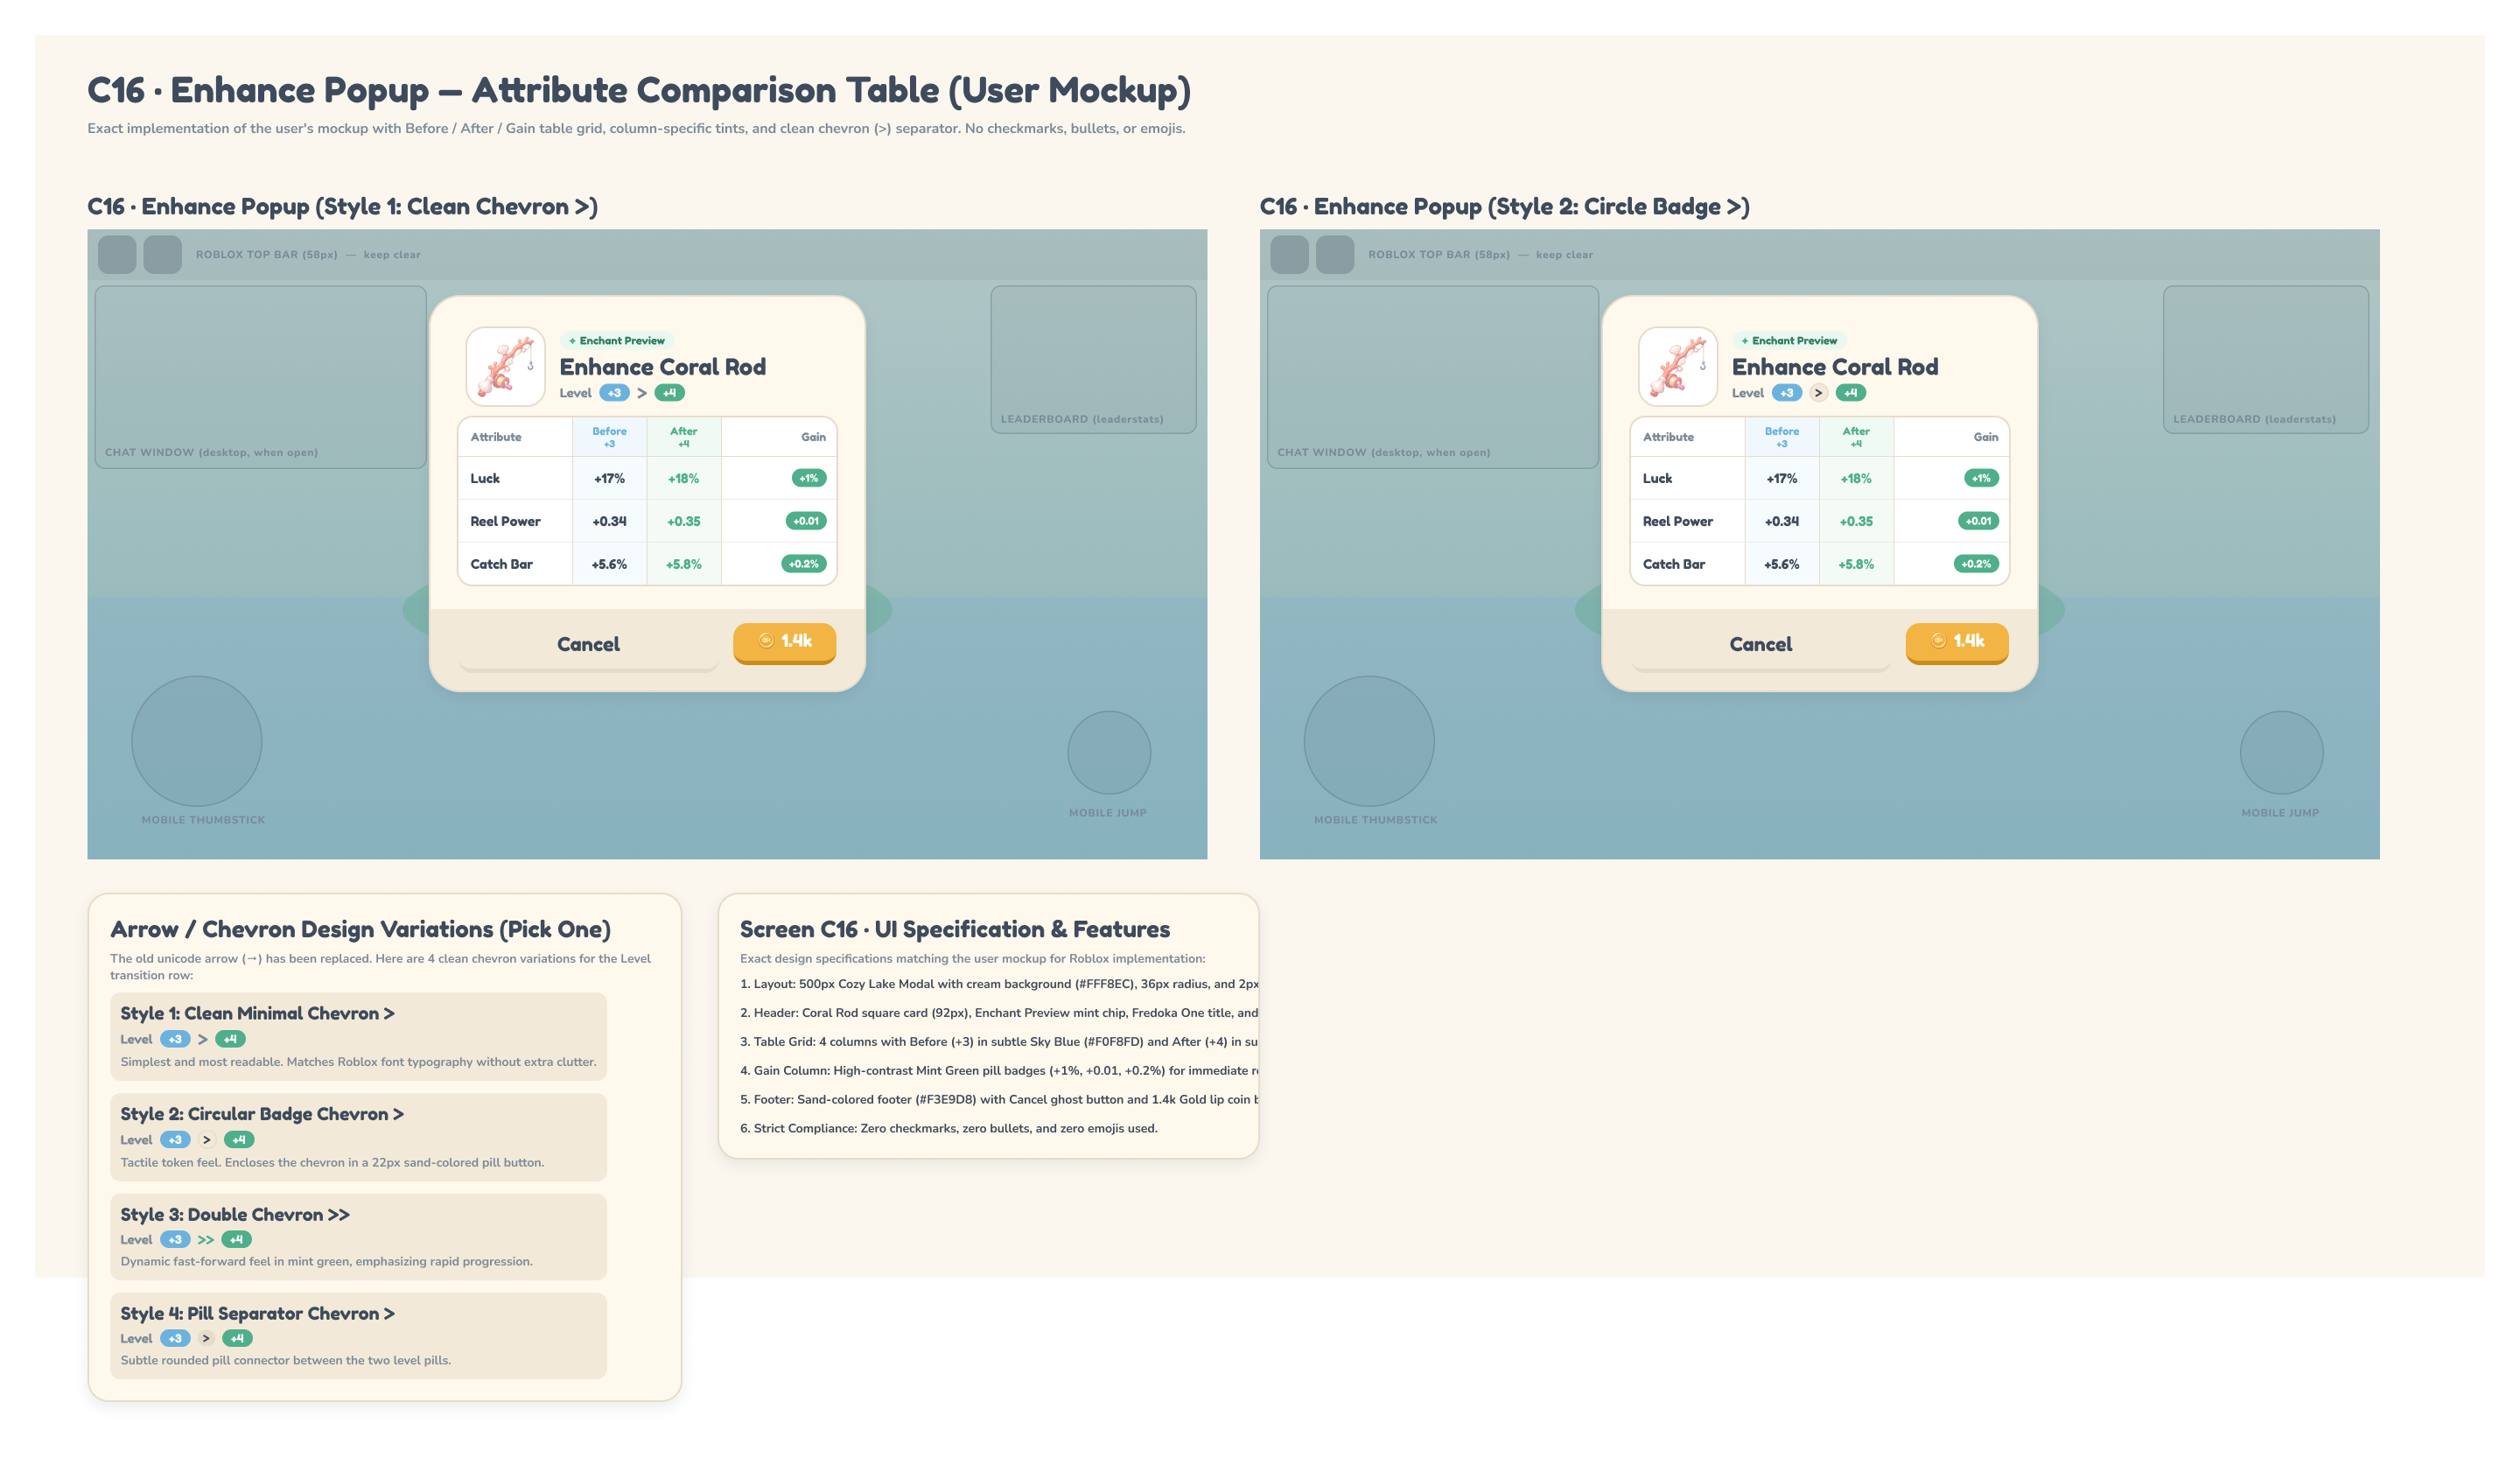 C16 · Enhance Popup — Attribute Comparison Table (User Mockup)
Exact implementation of the user's mockup with Before / After / Gain table grid, column-specific tints, and clean chevron (>) separator. No checkmarks, bullets, or emojis.
C16 · Enhance Popup (Style 1: Clean Chevron >)
ROBLOX TOP BAR (58px) — keep clear
CHAT WINDOW (desktop, when open)
LEADERBOARD (leaderstats)
+ Enchant Preview
Enhance Coral Rod
Level +3 > +4
Attribute Before +3 After +4 Gain
Luck +17% +18% +1%
Reel Power +0.34 +0.35 +0.01
Catch Bar +5.6% +5.8% +0.2%
Cancel 1.4k
MOBILE THUMBSTICK
MOBILE JUMP
C16 · Enhance Popup (Style 2: Circle Badge >)
ROBLOX TOP BAR (58px) — keep clear
CHAT WINDOW (desktop, when open)
LEADERBOARD (leaderstats)
+ Enchant Preview
Enhance Coral Rod
Level +3 > +4
Attribute Before +3 After +4 Gain
Luck +17% +18% +1%
Reel Power +0.34 +0.35 +0.01
Catch Bar +5.6% +5.8% +0.2%
Cancel 1.4k
MOBILE THUMBSTICK
MOBILE JUMP
Arrow / Chevron Design Variations (Pick One)
The old unicode arrow (→) has been replaced. Here are 4 clean chevron variations for the Level
transition row:
Style 1: Clean Minimal Chevron >
Level +3 > +4
Simplest and most readable. Matches Roblox font typography without extra clutter.
Style 2: Circular Badge Chevron >
Level +3 > +4
Tactile token feel. Encloses the chevron in a 22px sand-colored pill button.
Style 3: Double Chevron >>
Level +3 >> +4
Dynamic fast-forward feel in mint green, emphasizing rapid progression.
Style 4: Pill Separator Chevron >
Level +3 > +4
Subtle rounded pill connector between the two level pills.
Screen C16 · UI Specification & Features
Exact design specifications matching the user mockup for Roblox implementation:
1. Layout: 500px Cozy Lake Modal with cream background (#FFF8EC), 36px radius, and 2px
2. Header: Coral Rod square card (92px), Enchant Preview mint chip, Fredoka One title, and
3. Table Grid: 4 columns with Before (+3) in subtle Sky Blue (#F0F8FD) and After (+4) in su
4. Gain Column: High-contrast Mint Green pill badges (+1%, +0.01, +0.2%) for immediate
5. Footer: Sand-colored footer (#F3E9D8) with Cancel ghost button and 1.4k Gold lip coin
6. Strict Compliance: Zero checkmarks, zero bullets, and zero emojis used.